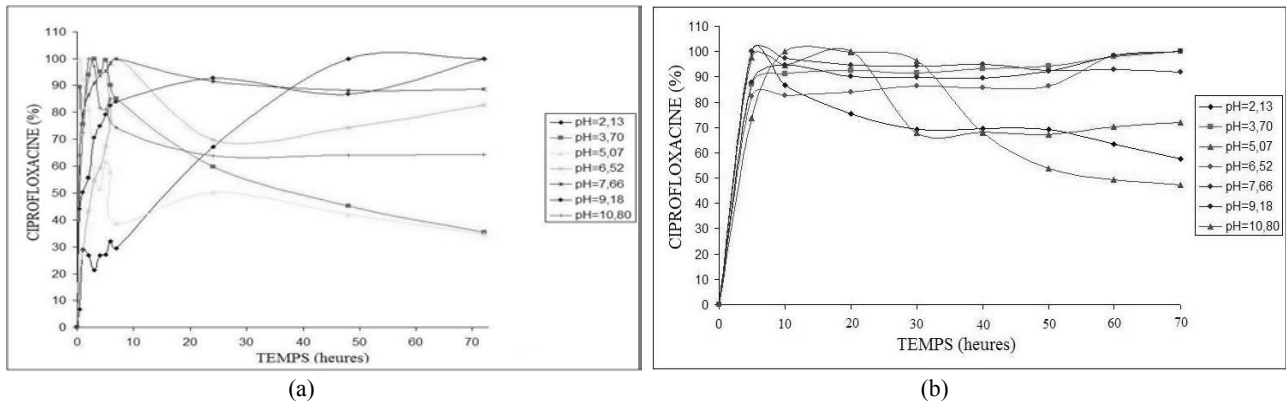 110
100
90
80
70
60
50
40
30
20
10
0
CIPROFLOXACINE (%)
0 10 20 30 40 50 60 70
TEMPS (heures)
pH=2,13
pH=3,70
pH=5,07
pH=6,52
pH=7,66
pH=9,18
pH=10,80
(a)
110
100
90
80
70
60
50
40
30
20
10
0
CIPROFLOXACINE (%)
0 10 20 30 40 50 60 70
TEMPS (heures)
pH=2,13
pH=3,70
pH=5,07
pH=6,52
pH=7,66
pH=9,18
pH=10,80
(b)